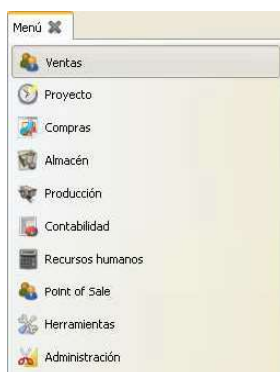 Menú
Ventas
Proyecto
Compras
Almacén
Producción
Contabilidad
Recursos humanos
Point of Sale
Herramientas
Administración